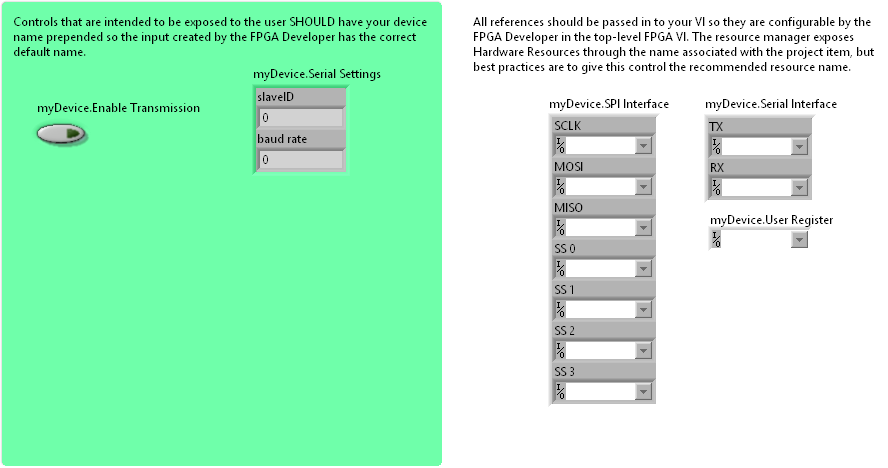 Controls that are intended to be exposed to the user SHOULD have your device
name prepended so the input created by the FPGA Developer has the correct
default name.
myDevice.Serial Settings
slaveID
0
baud rate
0
myDevice.Enable Transmission
All references should be passed in to your VI so they are configurable by the
FPGA Developer in the top-level FPGA VI. The resource manager exposes
Hardware Resources through the name associated with the project item, but
best practices are to give this control the recommended resource name.
myDevice.SPI Interface
SCLK
I/O
MOSI
I/O
MISO
I/O
SS 0
I/O
SS 1
I/O
SS 2
I/O
SS 3
I/O
myDevice.Serial Interface
TX
I/O
RX
I/O
myDevice.User Register
I/O